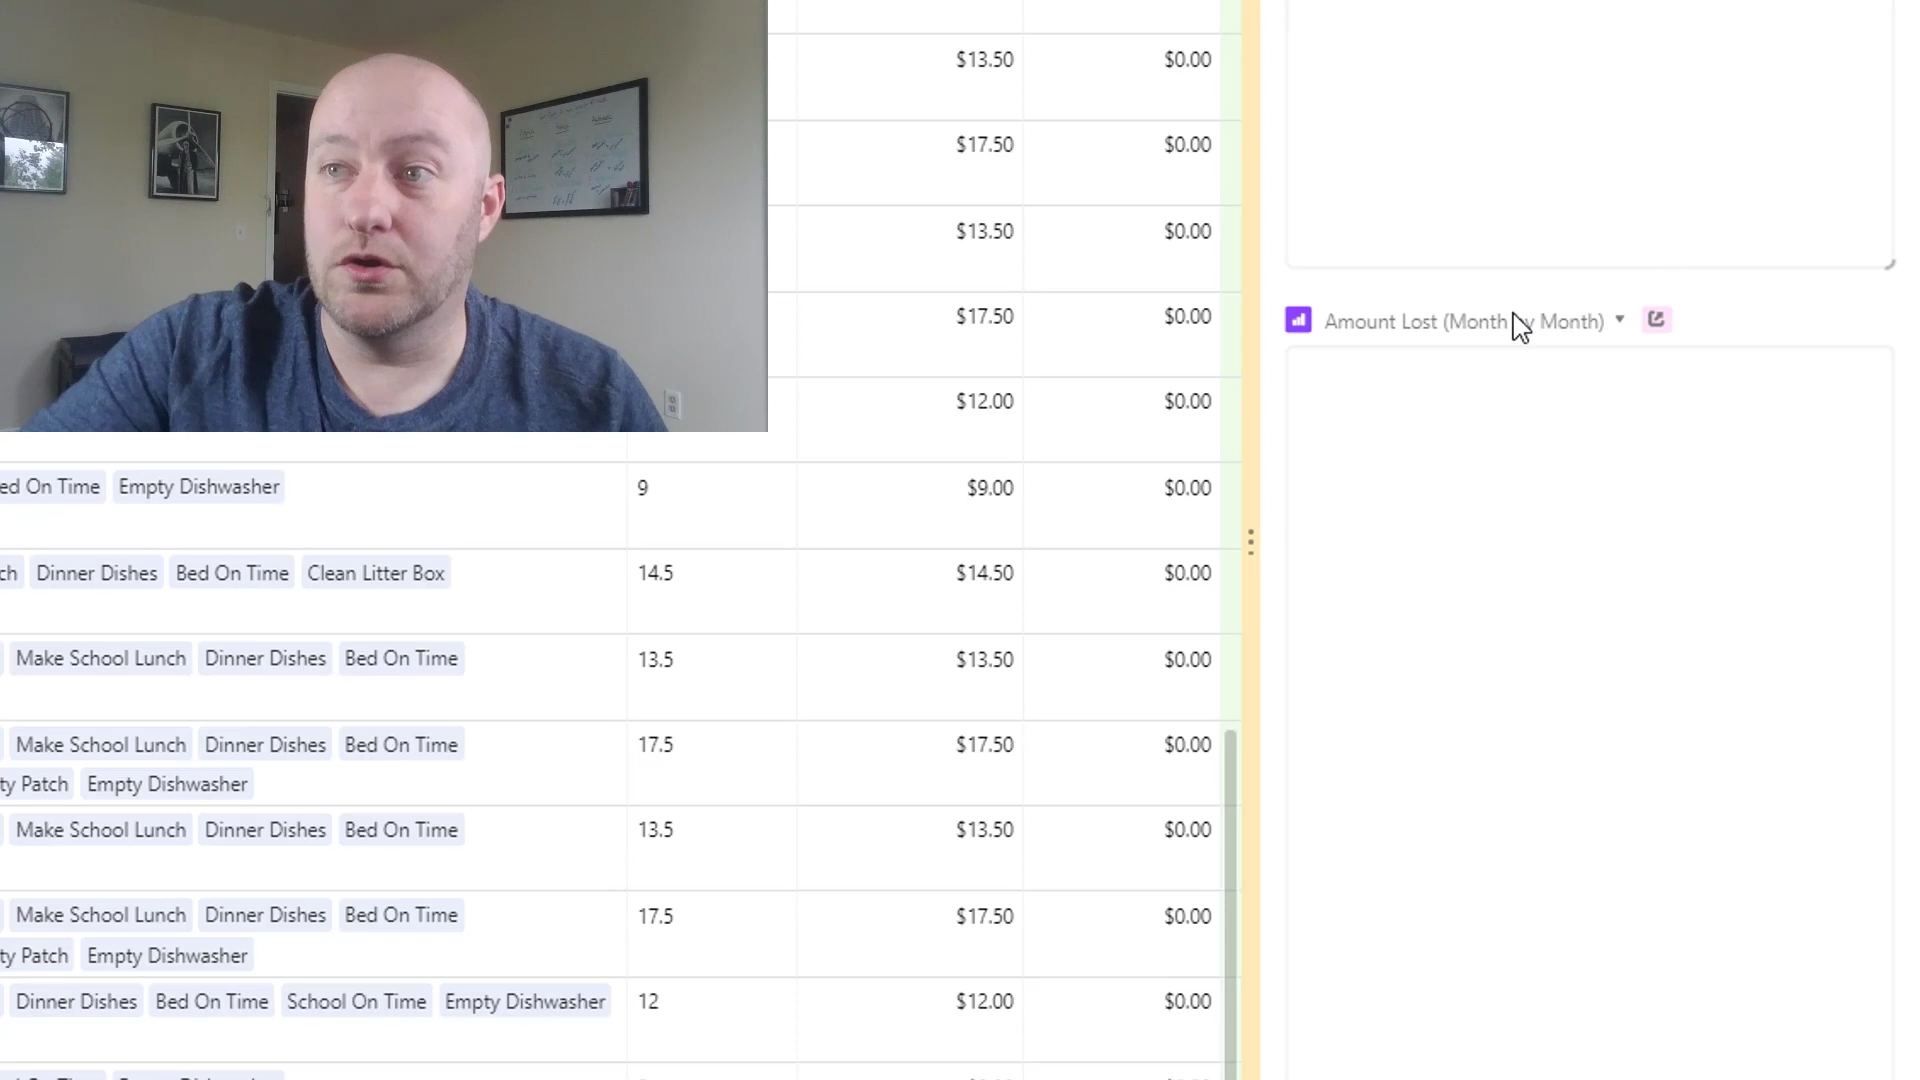 $13.50 $0.00
$17.50 $0.00
$13.50 $0.00
$17.50 $0.00
$12.00 $0.00
ed On Time Empty Dishwasher 9 $9.00 $0.00
ch Dinner Dishes Bed On Time Clean Litter Box 14.5 $14.50 $0.00
Make School Lunch Dinner Dishes Bed On Time 13.5 $13.50 $0.00
Make School Lunch Dinner Dishes Bed On Time 17.5 $17.50 $0.00
ty Patch Empty Dishwasher
Make School Lunch Dinner Dishes Bed On Time 13.5 $13.50 $0.00
Make School Lunch Dinner Dishes Bed On Time 17.5 $17.50 $0.00
ty Patch Empty Dishwasher
Dinner Dishes Bed On Time School On Time Empty Dishwasher 12 $12.00 $0.00
Amount Lost (Month by Month)